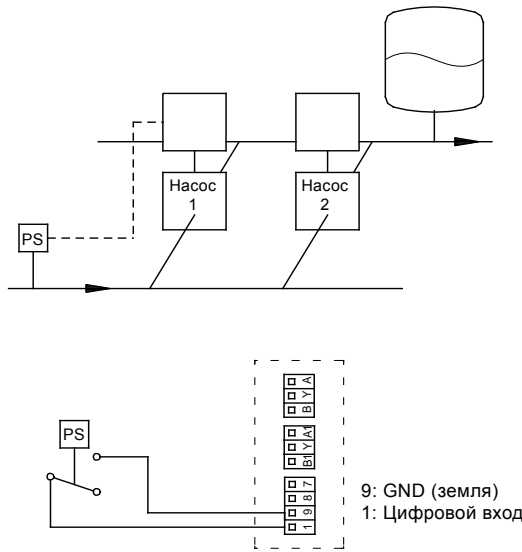 Насос
1
Насос
2
PS
PS
A
Y
B
A1
Y
B1
7
8
9
1
9: GND (земля)
1: Цифровой вход